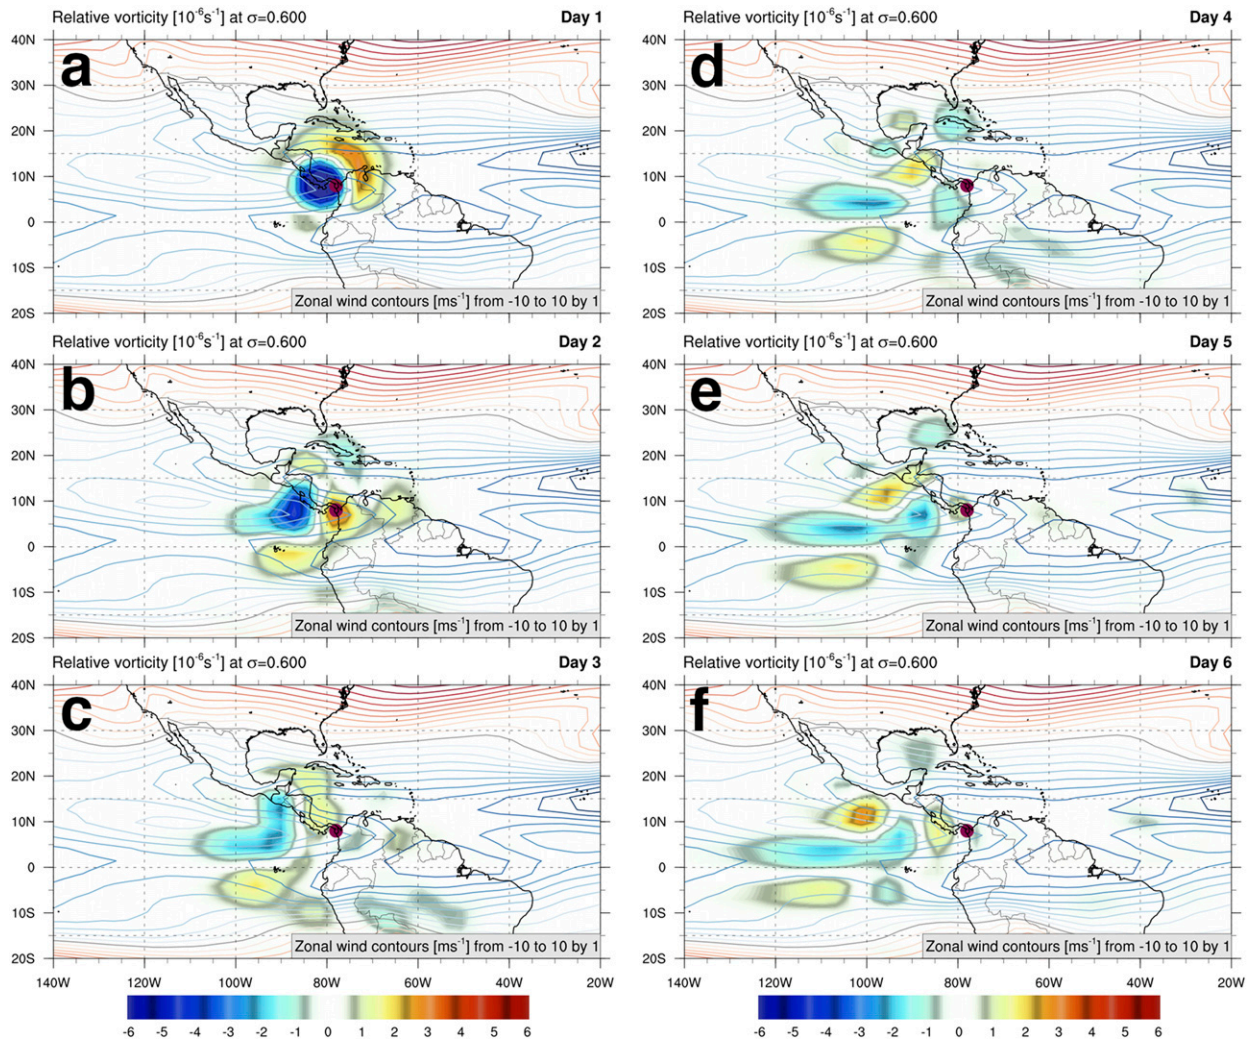 Relative vorticity [10⁻⁶s⁻¹] at σ=0.600 Day 1
a
40N
30N
20N
10N
0
10S
20S
Zonal wind contours [ms⁻¹] from -10 to 10 by 1
Relative vorticity [10⁻⁶s⁻¹] at σ=0.600 Day 4
d
40N
30N
20N
10N
0
10S
20S
Zonal wind contours [ms⁻¹] from -10 to 10 by 1
Relative vorticity [10⁻⁶s⁻¹] at σ=0.600 Day 2
b
40N
30N
20N
10N
0
10S
20S
Zonal wind contours [ms⁻¹] from -10 to 10 by 1
Relative vorticity [10⁻⁶s⁻¹] at σ=0.600 Day 5
e
40N
30N
20N
10N
0
10S
20S
Zonal wind contours [ms⁻¹] from -10 to 10 by 1
Relative vorticity [10⁻⁶s⁻¹] at σ=0.600 Day 3
c
40N
30N
20N
10N
0
10S
20S
Zonal wind contours [ms⁻¹] from -10 to 10 by 1
140W 120W 100W 80W 60W 40W 20W
-6 -5 -4 -3 -2 -1 0 1 2 3 4 5 6
Relative vorticity [10⁻⁶s⁻¹] at σ=0.600 Day 6
f
40N
30N
20N
10N
0
10S
20S
Zonal wind contours [ms⁻¹] from -10 to 10 by 1
140W 120W 100W 80W 60W 40W 20W
-6 -5 -4 -3 -2 -1 0 1 2 3 4 5 6